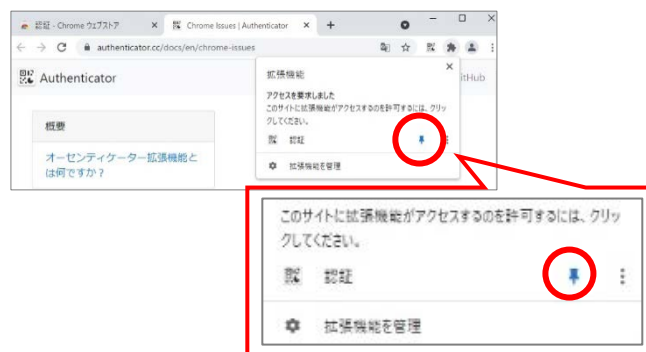 認証 - Chrome ウェブストア
Chrome Issues | Authenticator
authenticator.cc/docs/en/chrome-issues
Authenticator
itHub
概要
オーセンティケーター拡張機能と
は何ですか？
拡張機能
アクセスを要求しました
このサイトに拡張機能がアクセスするのを許可するには、クリッ
クしてください。
認証
拡張機能を管理
このサイトに拡張機能がアクセスするのを許可するには、クリッ
クしてください。
認証
拡張機能を管理